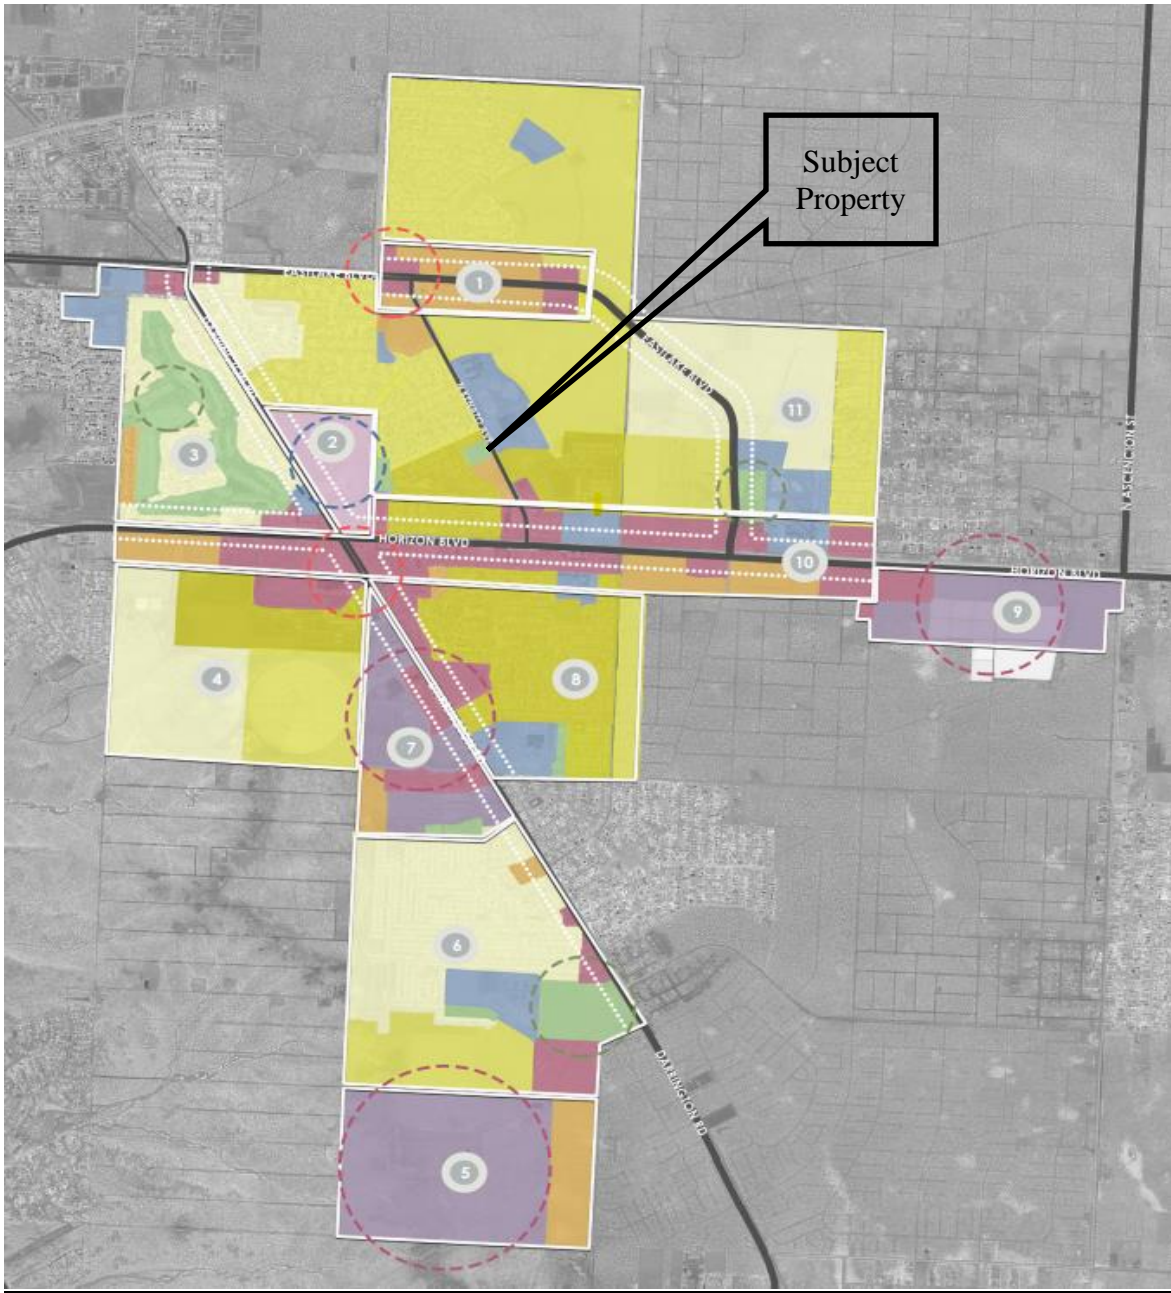 Subject
Property
EASTLAKE BLVD
1
EASTLAKE BLVD
11
2
3
N ASCENCION ST
HORIZON BLVD
10
HORIZON BLVD
9
4
8
7
6
5
DARRINGTON RD